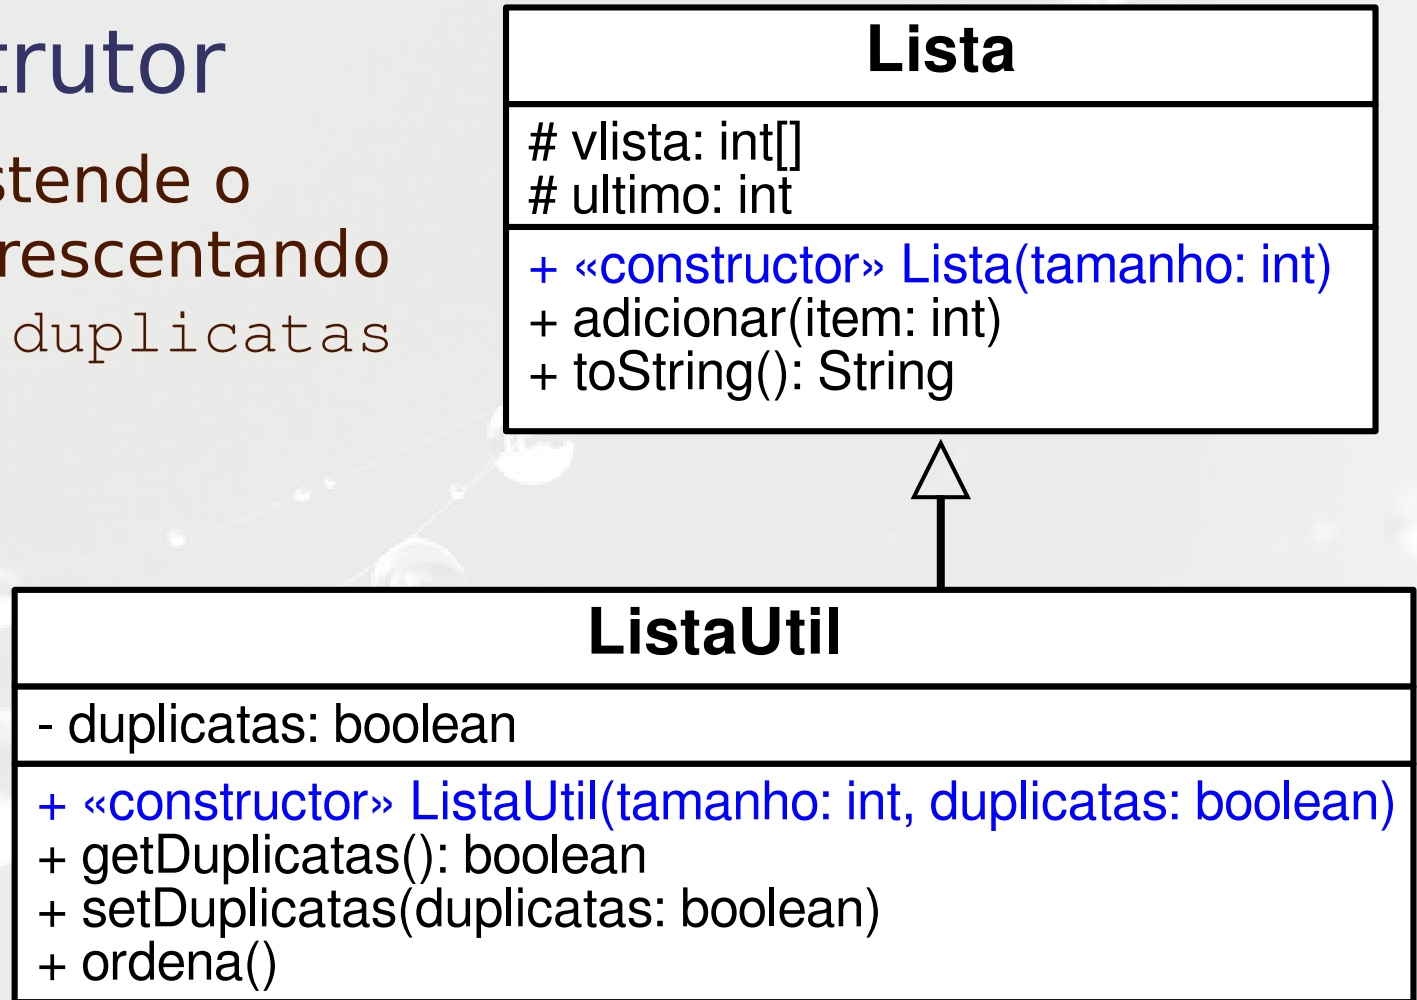 trutor
stende o
rescentando
duplicatas
Lista
# vlista: int[]
# ultimo: int
+ «constructor» Lista(tamanho: int)
+ adicionar(item: int)
+ toString(): String
ListaUtil
- duplicatas: boolean
+ «constructor» ListaUtil(tamanho: int, duplicatas: boolean)
+ getDuplicatas(): boolean
+ setDuplicatas(duplicatas: boolean)
+ ordena()